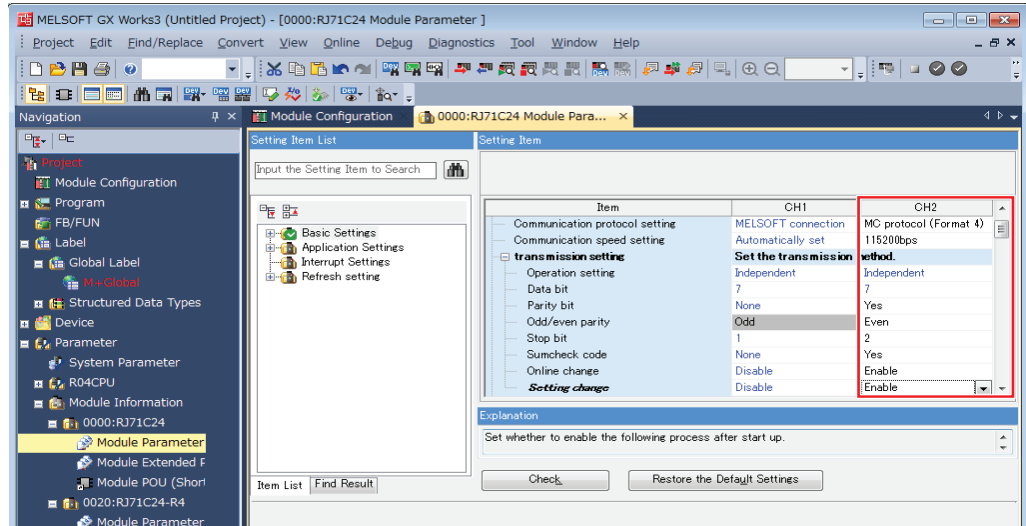 MELSOFT GX Works3 (Untitled Project) - [0000:RJ71C24 Module Parameter ]
Project Edit Find/Replace Convert View Online Debug Diagnostics Tool Window Help
Navigation
Module Configuration
0000:RJ71C24 Module Para...
Project
Module Configuration
Program
FB/FUN
Label
Global Label
M+Global
Structured Data Types
Device
Parameter
System Parameter
R04CPU
Module Information
0000:RJ71C24
Module Parameter
Module Extended P
Module POU (Short
0020:RJ71C24-R4
Module Parameter
Setting Item List
Input the Setting Item to Search
Basic Settings
Application Settings
Interrupt Settings
Refresh setting
Item List Find Result
Setting Item
Item CH1 CH2
Communication protocol setting MELSOFT connection MC protocol (Format 4)
Communication speed setting Automatically set 115200bps
transmission setting Set the transmission method.
Operation setting Independent Independent
Data bit 7 7
Parity bit None Yes
Odd/even parity Odd Even
Stop bit 1 2
Sumcheck code None Yes
Online change Disable Enable
Setting change Disable Enable
Explanation
Set whether to enable the following process after start up.
Check Restore the Default Settings